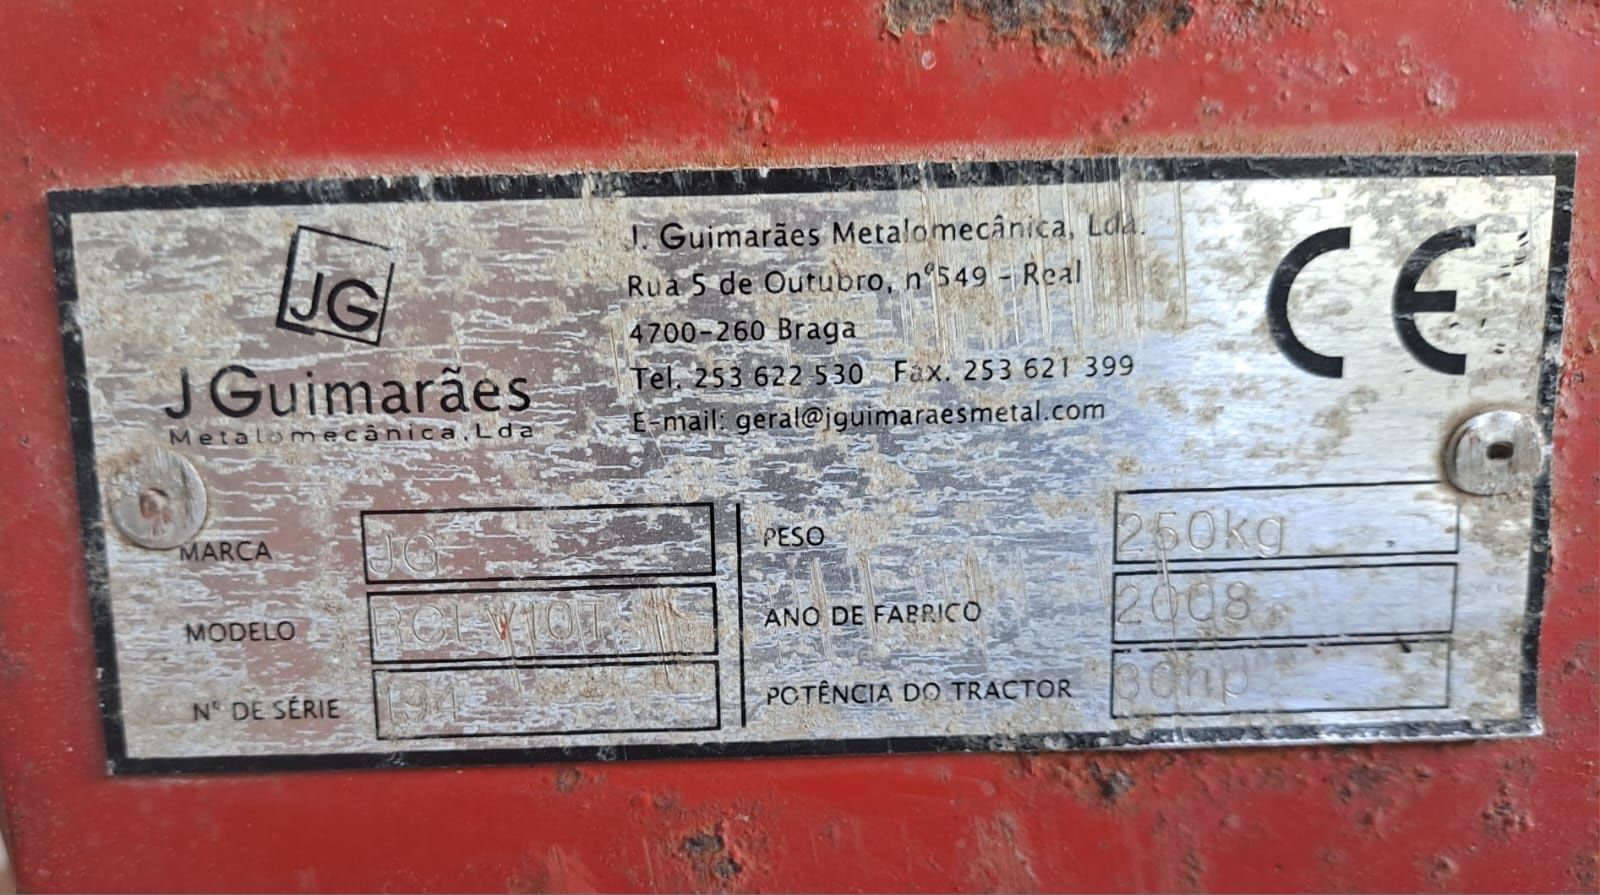 JG
J Guimarães
Metalomecânica, Lda
J. Guimarães Metalomecânica, Lda.
Rua 5 de Outubro, nº549 - Real
4700-260 Braga
Tel. 253 622 530 Fax. 253 621 399
E-mail: geral@jguimaraesmetal.com
CE
MARCA JG
MODELO
Nº DE SÉRIE 194
PESO 250kg
ANO DE FABRICO 2008
POTÊNCIA DO TRACTOR 30hp